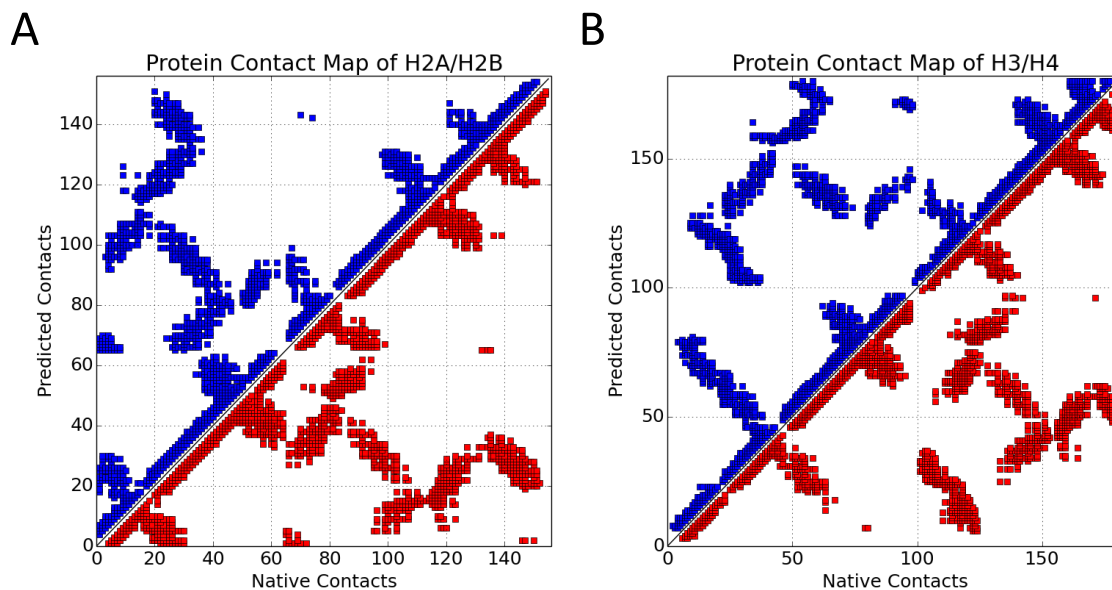 A
B
Protein Contact Map of H2A/H2B
Protein Contact Map of H3/H4
Predicted Contacts
140
120
100
80
60
40
20
0
0 20 40 60 80 100 120 140
Native Contacts
Predicted Contacts
150
100
50
0
0 50 100 150
Native Contacts